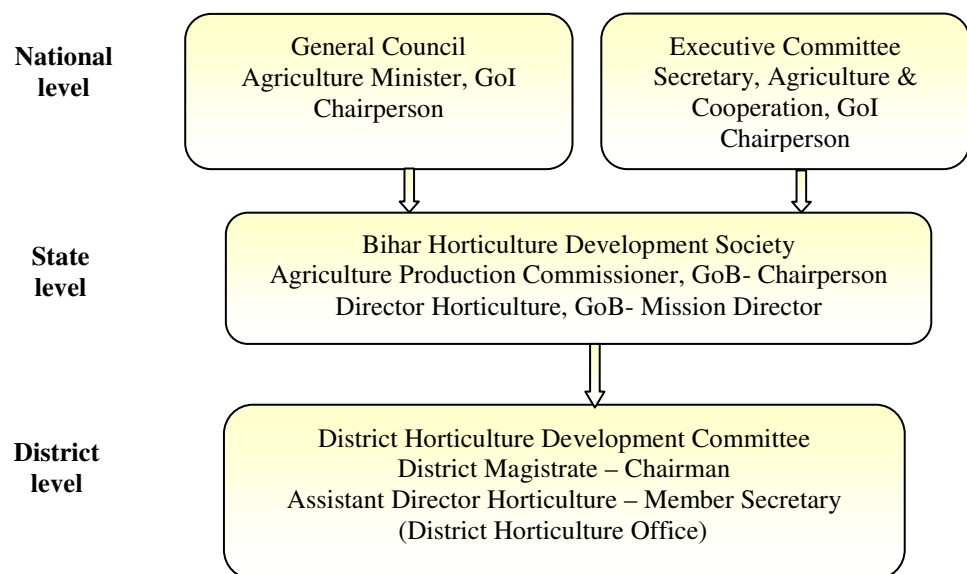 National
level
General Council
Agriculture Minister, GoI
Chairperson
Executive Committee
Secretary, Agriculture &
Cooperation, GoI
Chairperson
State
level
Bihar Horticulture Development Society
Agriculture Production Commissioner, GoB- Chairperson
Director Horticulture, GoB- Mission Director
District
level
District Horticulture Development Committee
District Magistrate – Chairman
Assistant Director Horticulture – Member Secretary
(District Horticulture Office)